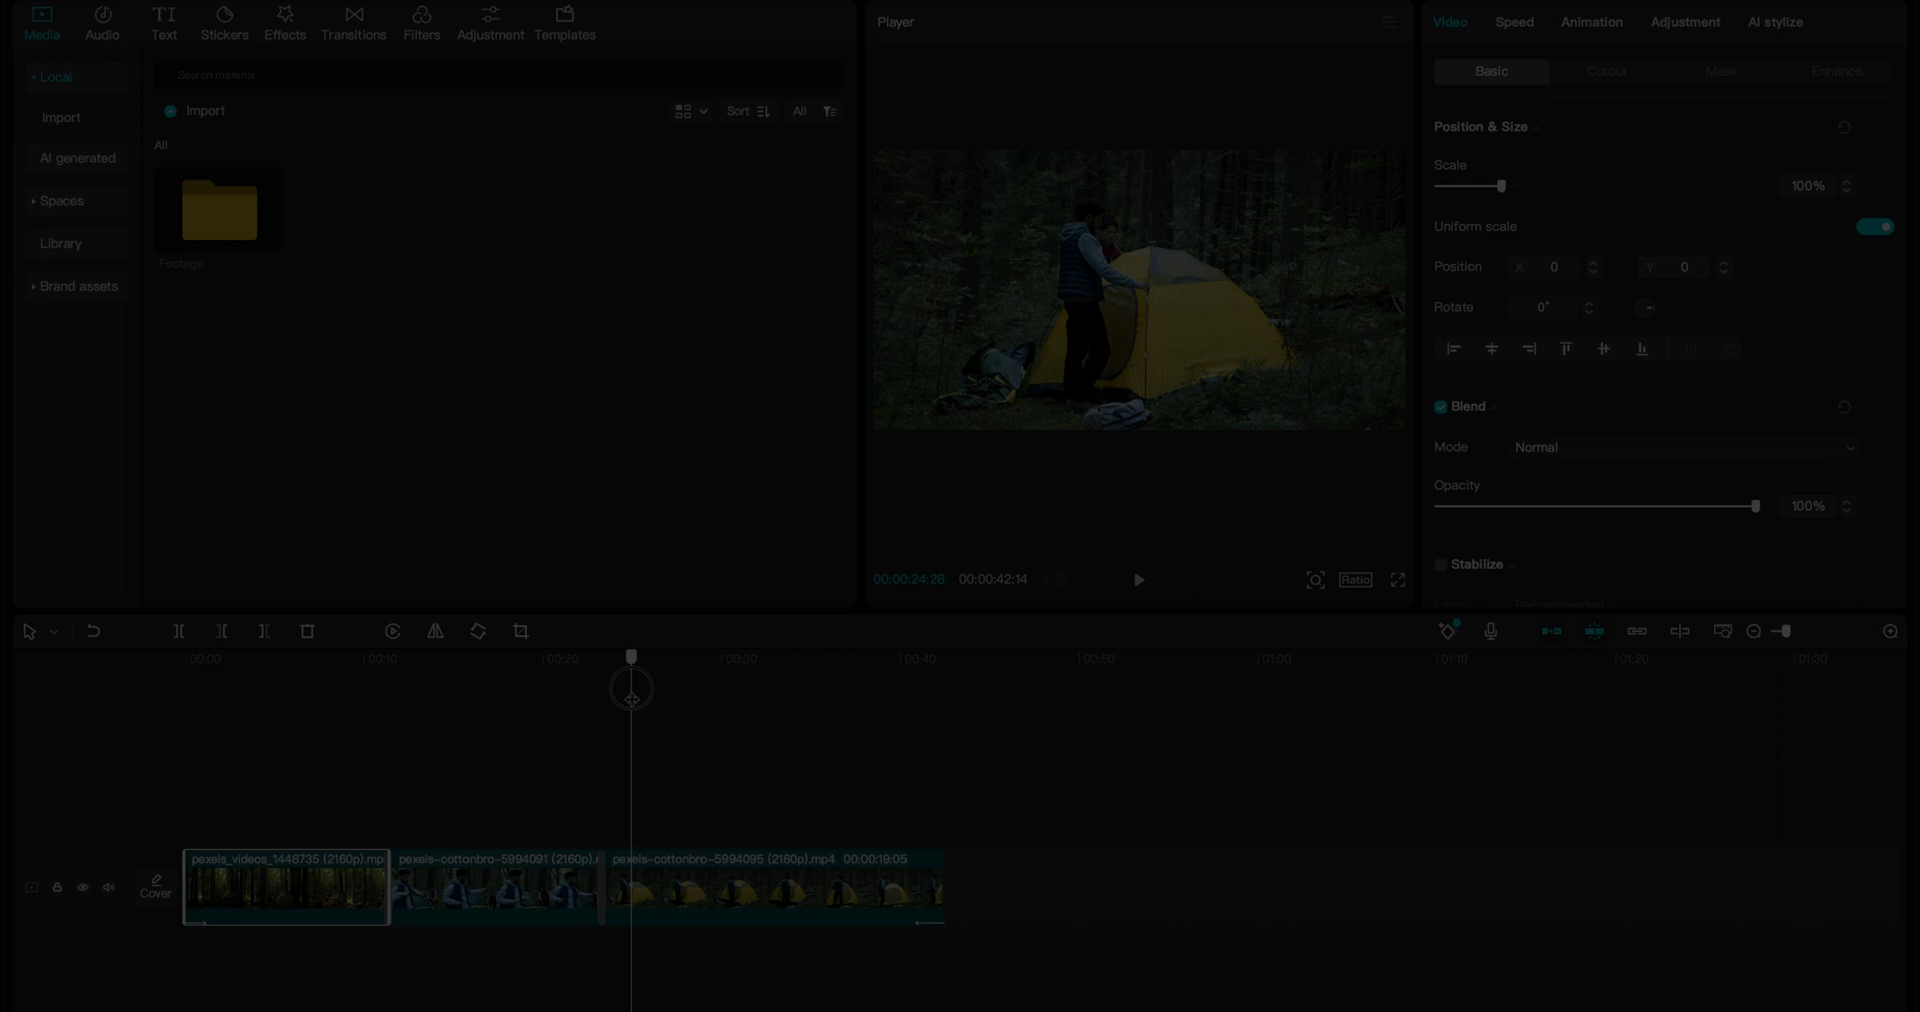 Media Audio Text Stickers Effects Transitions Filters Adjustment Templates
Local
Import
AI generated
Spaces
Library
Brand assets
Search material
Import
Sort
All
All
Footage
Player
00:00:24:28 00:00:42:14
Ratio
Video Speed Animation Adjustment AI stylize
Basic Cutout Mask Enhance
Position & Size
Scale
100%
Uniform scale
Position X 0 Y 0
Rotate 0°
Blend
Mode Normal
Opacity
100%
Stabilize
Recommended
00:00 00:10 00:20 00:30 00:40 00:50 01:00 01:10 01:20 01:30
Cover
pexels_videos_1448735 (2160p).mp
pexels-cottonbro-5994091 (2160p).
pexels-cottonbro-5994095 (2160p).mp4 00:00:19:05